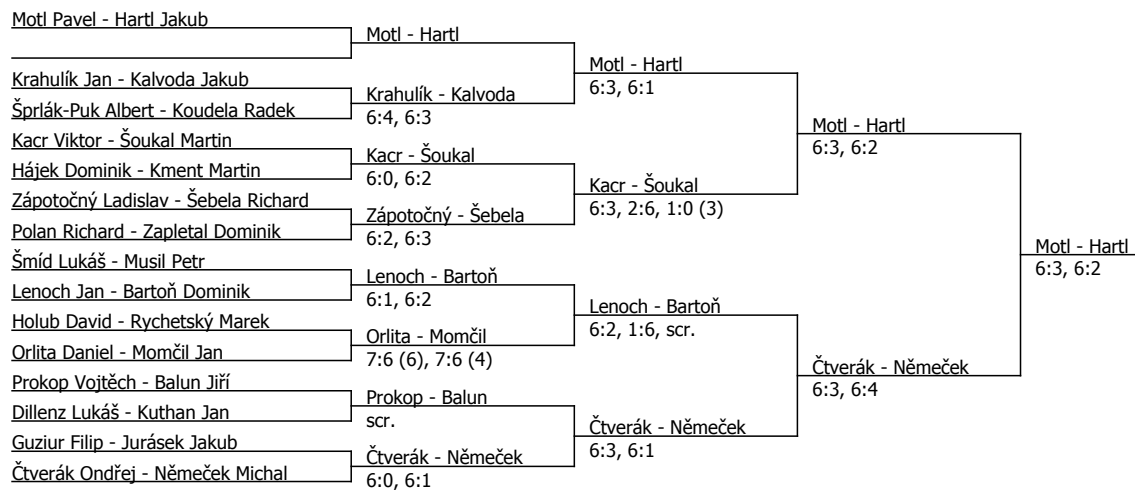 Motl Pavel - Hartl Jakub
Krahulík Jan - Kalvoda Jakub
Šprlák-Puk Albert - Koudela Radek
Kacr Viktor - Šoukal Martin
Hájek Dominik - Kment Martin
Zápotočný Ladislav - Šebela Richard
Polan Richard - Zapletal Dominik
Šmíd Lukáš - Musil Petr
Lenoch Jan - Bartoň Dominik
Holub David - Rychetský Marek
Orlita Daniel - Momčil Jan
Prokop Vojtěch - Balun Jiří
Dillenz Lukáš - Kuthan Jan
Guziur Filip - Jurásek Jakub
Čtverák Ondřej - Němeček Michal
Motl - Hartl
Krahulík - Kalvoda
6:4, 6:3
Kacr - Šoukal
6:0, 6:2
Zápotočný - Šebela
6:2, 6:3
Lenoch - Bartoň
6:1, 6:2
Orlita - Momčil
7:6 (6), 7:6 (4)
Prokop - Balun
scr.
Čtverák - Němeček
6:0, 6:1
Motl - Hartl
6:3, 6:1
Kacr - Šoukal
6:3, 2:6, 1:0 (3)
Lenoch - Bartoň
6:2, 1:6, scr.
Čtverák - Němeček
6:3, 6:1
Motl - Hartl
6:3, 6:2
Čtverák - Němeček
6:3, 6:4
Motl - Hartl
6:3, 6:2